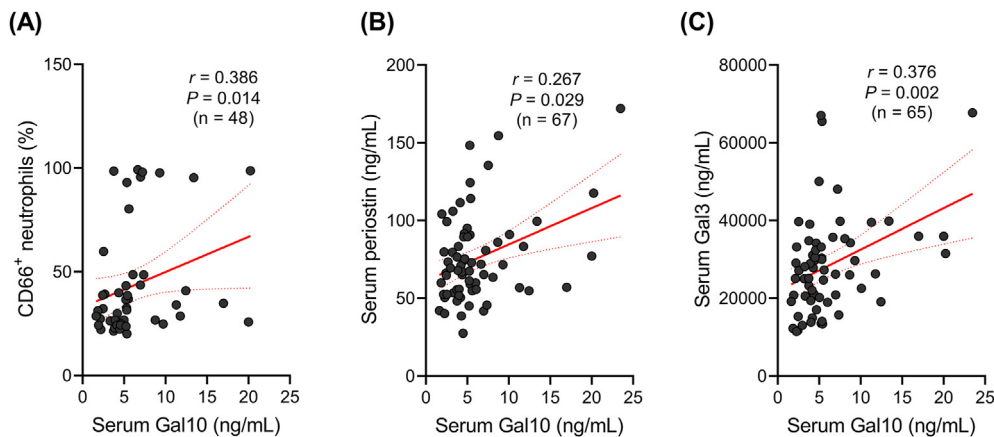 (A)
r = 0.386
P = 0.014
(n = 48)
CD66+ neutrophils (%)
150
100
50
0
0 5 10 15 20 25
Serum Gal10 (ng/mL)
(B)
r = 0.267
P = 0.029
(n = 67)
Serum periostin (ng/mL)
200
150
100
50
0
0 5 10 15 20 25
Serum Gal10 (ng/mL)
(C)
r = 0.376
P = 0.002
(n = 65)
Serum Gal3 (ng/mL)
80000
60000
40000
20000
0
0 5 10 15 20 25
Serum Gal10 (ng/mL)